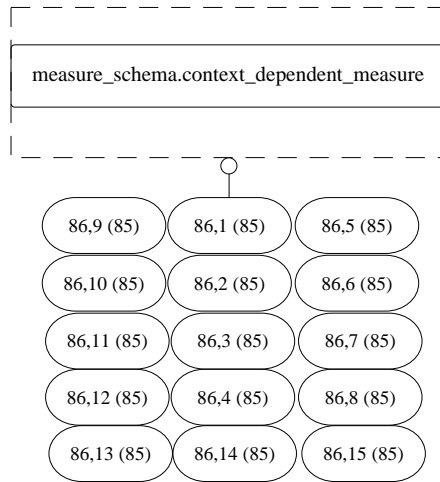 measure_schema.context_dependent_measure
86,9 (85) 86,1 (85) 86,5 (85)
86,10 (85) 86,2 (85) 86,6 (85)
86,11 (85) 86,3 (85) 86,7 (85)
86,12 (85) 86,4 (85) 86,8 (85)
86,13 (85) 86,14 (85) 86,15 (85)